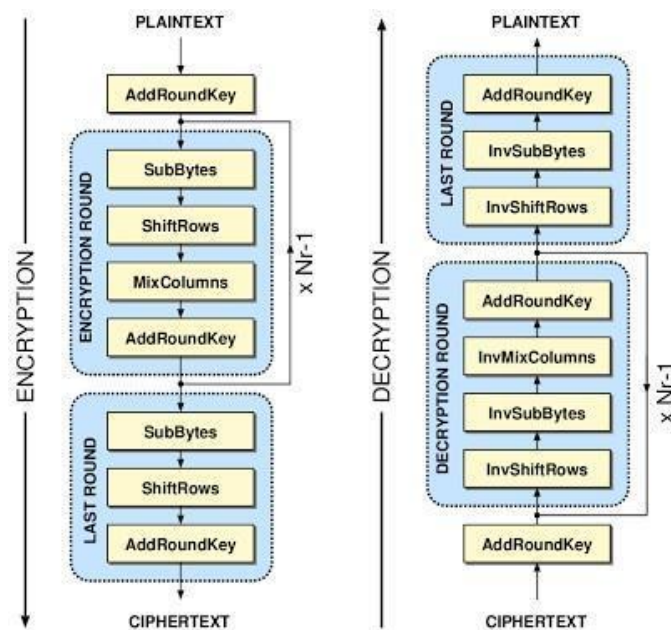 PLAINTEXT
AddRoundKey
SubBytes
ShiftRows
MixColumns
AddRoundKey
ENCRYPTION ROUND
x Nr-1
SubBytes
ShiftRows
AddRoundKey
LAST ROUND
CIPHERTEXT
ENCRYPTION
PLAINTEXT
AddRoundKey
InvSubBytes
InvShiftRows
LAST ROUND
AddRoundKey
InvMixColumns
InvSubBytes
InvShiftRows
DECRYPTION ROUND
x Nr-1
AddRoundKey
CIPHERTEXT
DECRYPTION